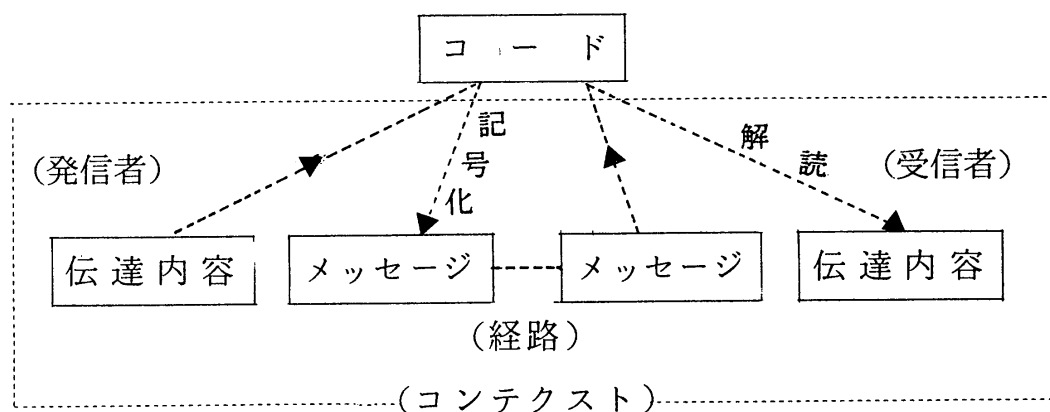 コード
記号化
解読
(発信者)
(受信者)
伝達内容
メッセージ
メッセージ
伝達内容
(経路)
(コンテクスト)